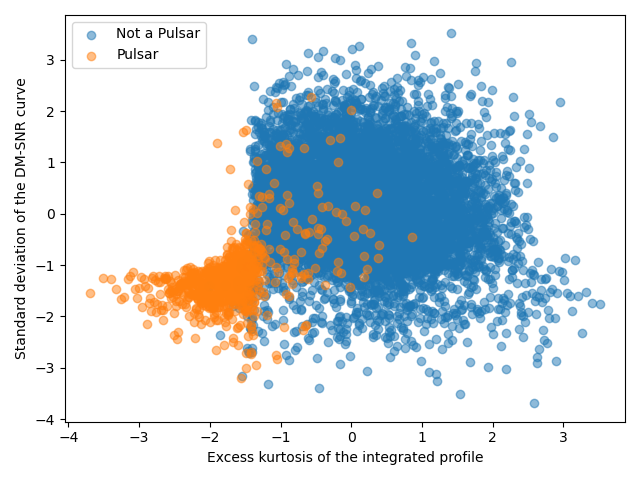 Not a Pulsar
Pulsar
Standard deviation of the DM-SNR curve
3
2
1
0
−1
−2
−3
−4
−4 −3 −2 −1 0 1 2 3
Excess kurtosis of the integrated profile